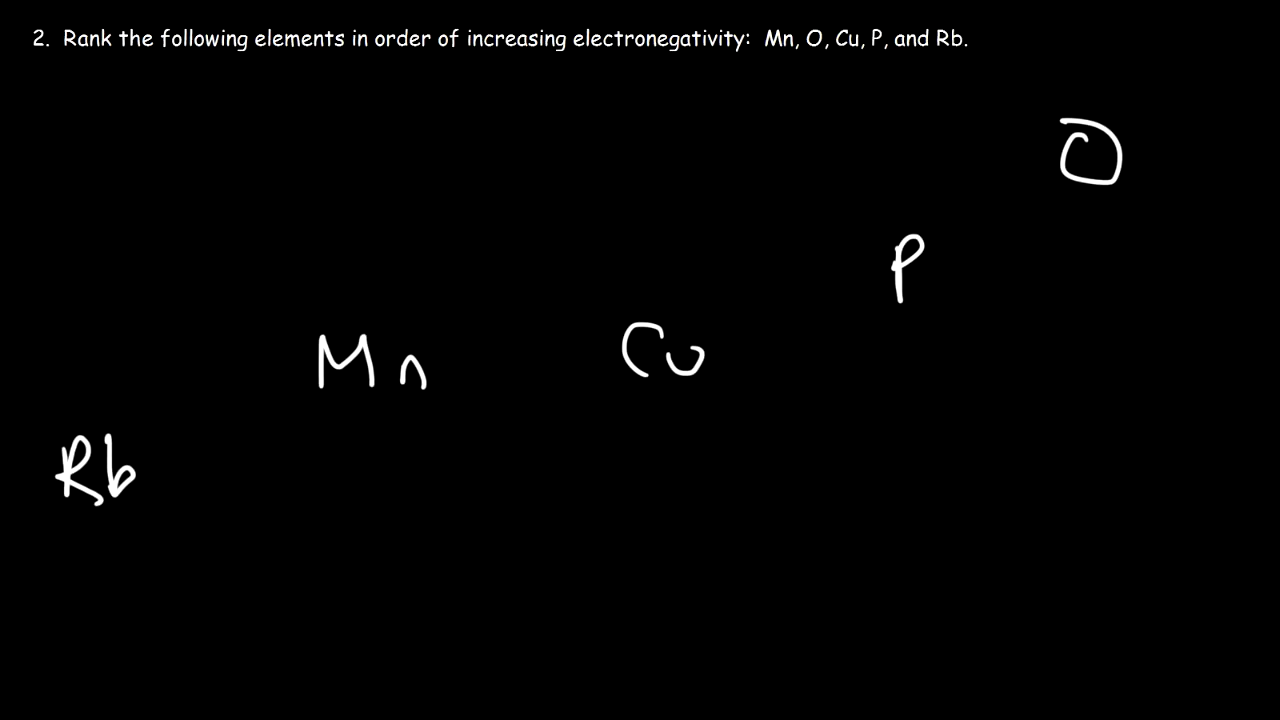 2. Rank the following elements in order of increasing electronegativity: Mn, O, Cu, P, and Rb.
O
P
Mn Cu
Rb